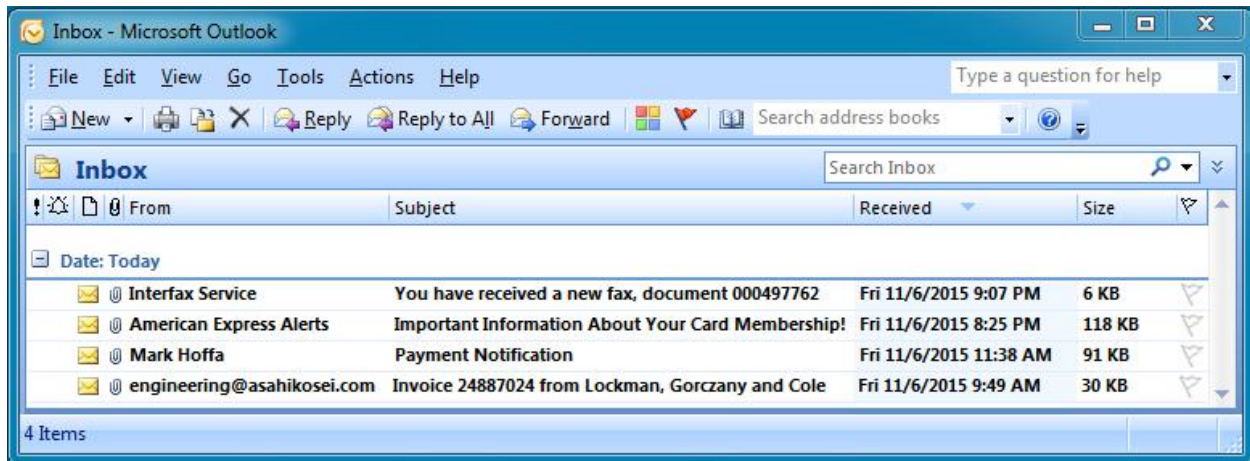 Inbox - Microsoft Outlook
File Edit View Go Tools Actions Help Type a question for help
New Reply Reply to All Forward Search address books
Inbox Search Inbox
! From Subject Received Size
Date: Today
Interfax Service You have received a new fax, document 000497762 Fri 11/6/2015 9:07 PM 6 KB
American Express Alerts Important Information About Your Card Membership! Fri 11/6/2015 8:25 PM 118 KB
Mark Hoffa Payment Notification Fri 11/6/2015 11:38 AM 91 KB
engineering@asahikosei.com Invoice 24887024 from Lockman, Gorczany and Cole Fri 11/6/2015 9:49 AM 30 KB
4 Items